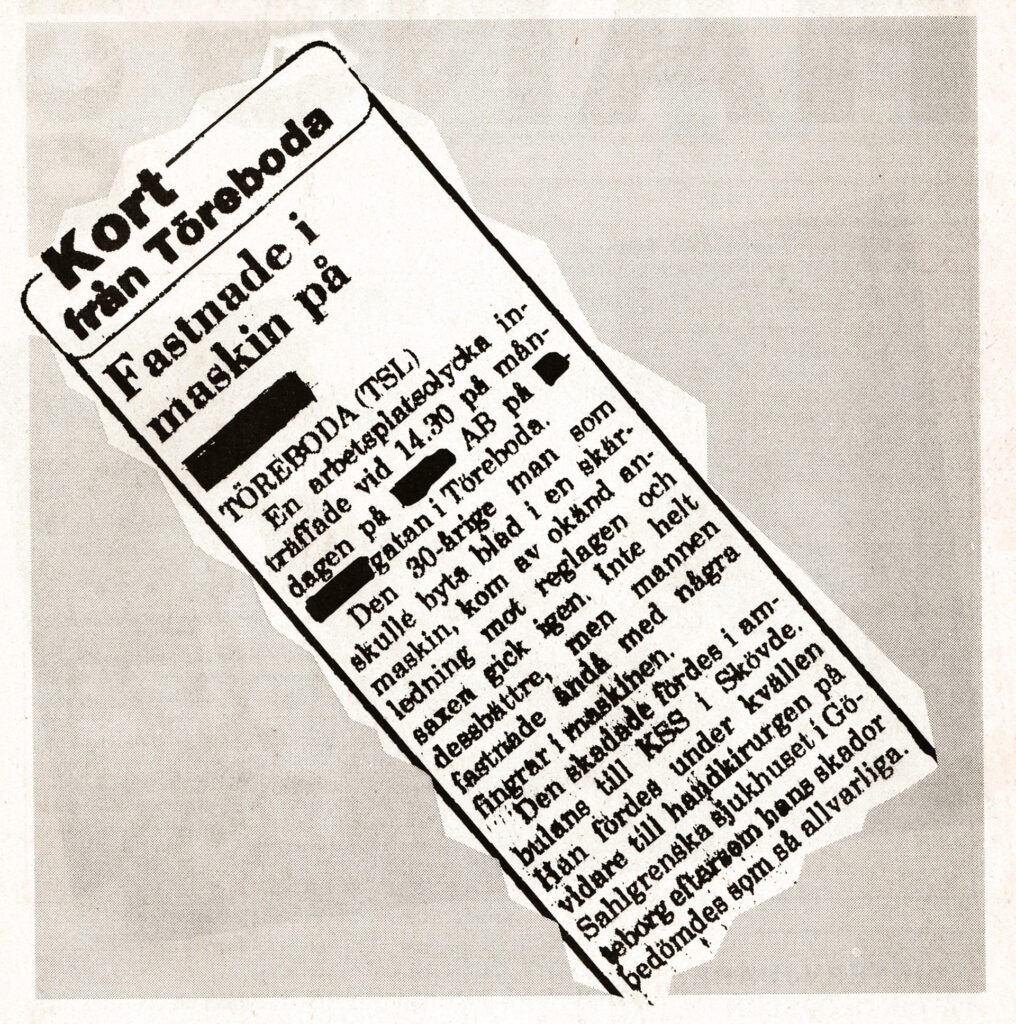 Kort
från Töreboda
Fastnade i
maskin på
TÖREBODA (TSL)
En arbetsplatsolycka in-
träffade vid 14.30 på mån-
dagen på AB på
gatan i Töreboda.
Den 30-årige man som
skulle byta blad i en skär-
maskin, kom av okänd an-
ledning mot reglagen och
saxen gick igen. Inte helt
dessbättre, men mannen
fastnade ändå med några
fingrar i maskinen.
Den skadade fördes i am-
bulans till KSS i Skövde.
Han fördes under kvällen
vidare till handkirurgen på
Sahlgrenska sjukhuset i Gö-
teborg eftersom hans skador
bedömdes som så allvarliga.